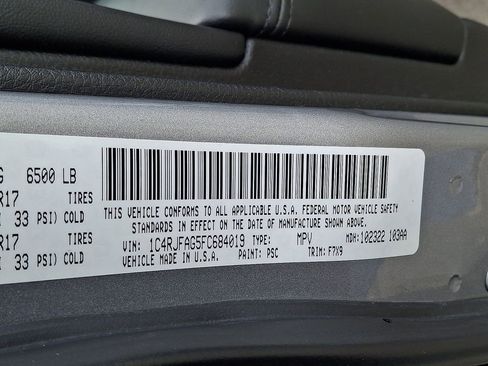 G 6500 LB
R17 TIRES
33 PSI) COLD
R17 TIRES
33 PSI) COLD
THIS VEHICLE CONFORMS TO ALL APPLICABLE U.S.A. FEDERAL MOTOR VEHICLE SAFETY
STANDARDS IN EFFECT ON THE DATE OF MANUFACTURE SHOWN ABOVE.
VIN: 1C4RJFAG5FC684019 TYPE: MPV MDH: 102322 103AA
VEHICLE MADE IN U.S.A. PAINT: PSC TRIM: F7X9